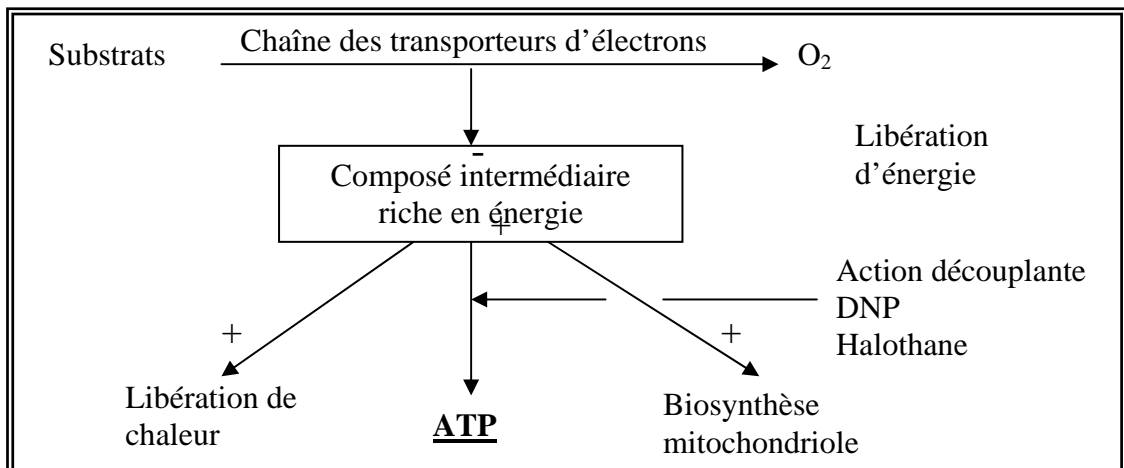 Chaîne des transporteurs d'électrons
Substrats
O₂
Libération
d'énergie
-
Composé intermédiaire
riche en énergie
+
Action découplante
DNP
Halothane
+
+
Libération de
chaleur
ATP
Biosynthèse
mitochondriole